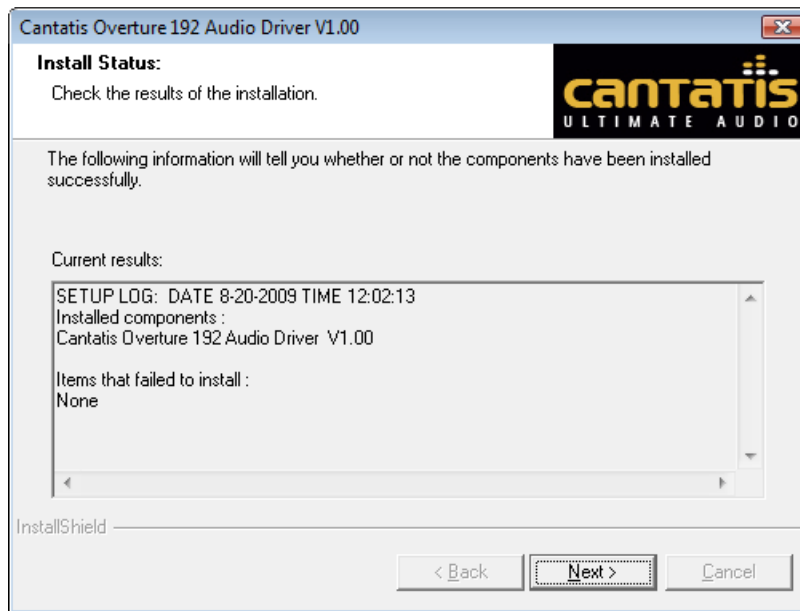 Cantatis Overture 192 Audio Driver V1.00
Install Status:
Check the results of the installation.
cantatis
ULTIMATE AUDIO
The following information will tell you whether or not the components have been installed
successfully.
Current results:
SETUP LOG:  DATE 8-20-2009 TIME 12:02:13
Installed components :
Cantatis Overture 192 Audio Driver  V1.00
Items that failed to install :
None
InstallShield
< Back
Next >
Cancel